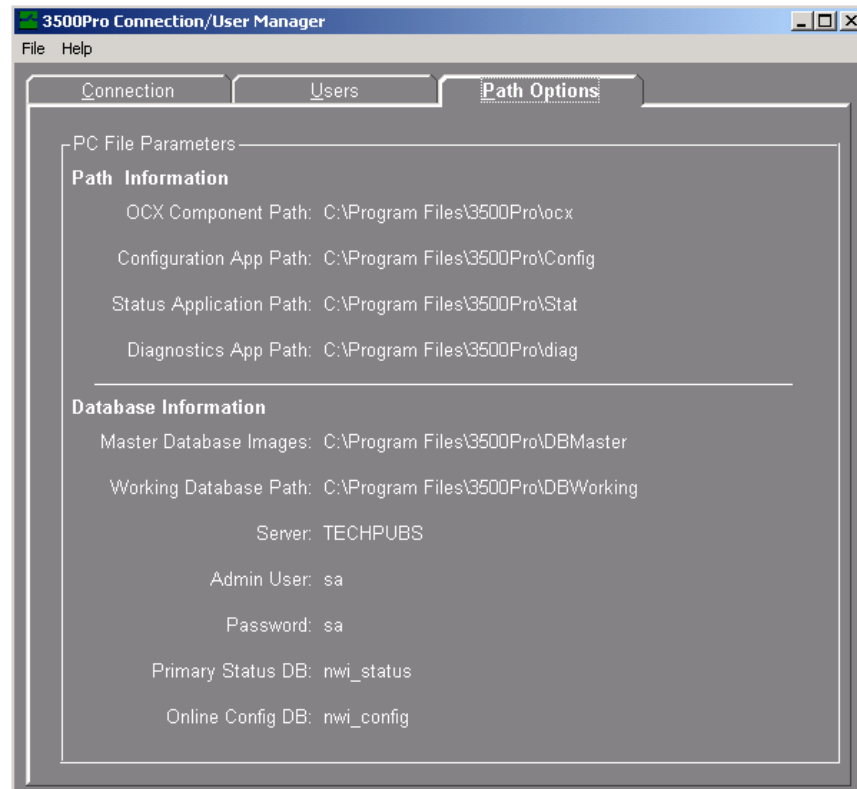 3500Pro Connection/User Manager
File Help
Connection Users Path Options
PC File Parameters
Path Information
OCX Component Path: C:\Program Files\3500Pro\ocx
Configuration App Path: C:\Program Files\3500Pro\Config
Status Application Path: C:\Program Files\3500Pro\Stat
Diagnostics App Path: C:\Program Files\3500Pro\diag
Database Information
Master Database Images: C:\Program Files\3500Pro\DBMaster
Working Database Path: C:\Program Files\3500Pro\DBWorking
Server: TECHPUBS
Admin User: sa
Password: sa
Primary Status DB: nwi_status
Online Config DB: nwi_config